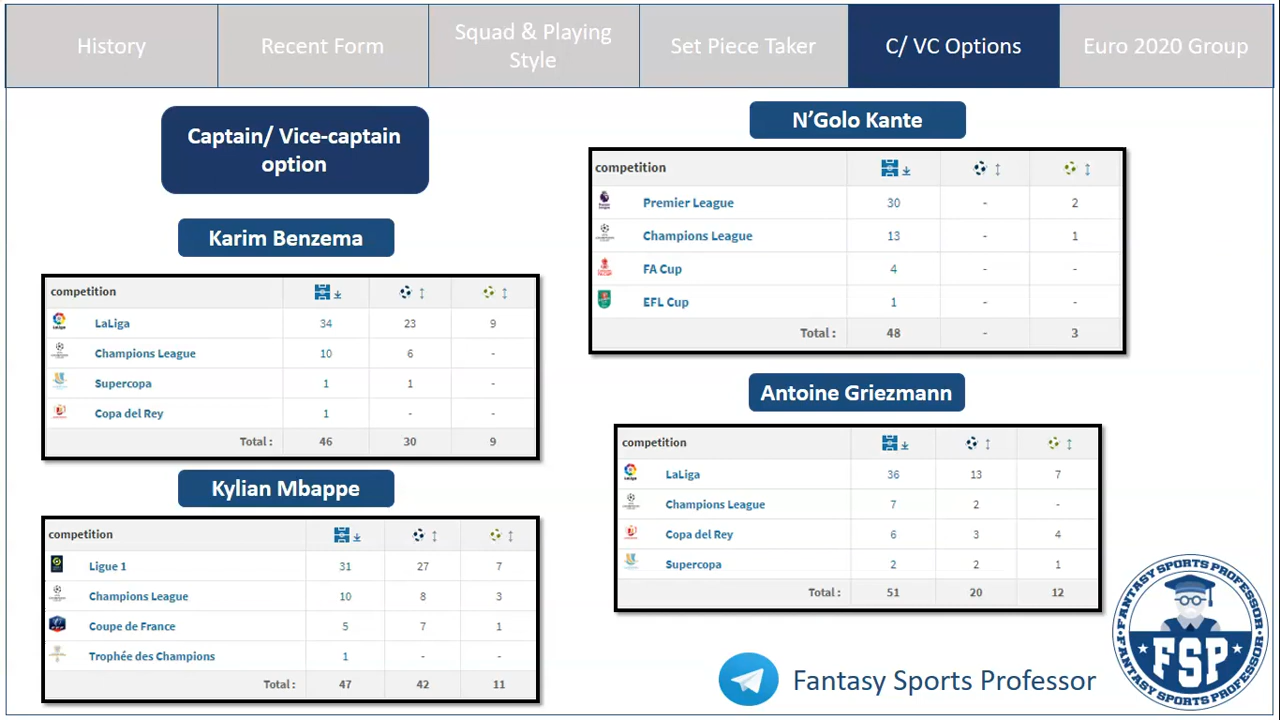 History
Recent Form
Squad & Playing
Style
Set Piece Taker
C/ VC Options
Euro 2020 Group
Captain/ Vice-captain
option
Karim Benzema
competition
LaLiga 34 23 9
Champions League 10 6 -
Supercopa 1 1 -
Copa del Rey 1 - -
Total : 46 30 9
Kylian Mbappe
competition
Ligue 1 31 27 7
Champions League 10 8 3
Coupe de France 5 7 1
Trophée des Champions 1 - -
Total : 47 42 11
N’Golo Kante
competition
Premier League 30 - 2
Champions League 13 - 1
FA Cup 4 - -
EFL Cup 1 - -
Total : 48 - 3
Antoine Griezmann
competition
LaLiga 36 13 7
Champions League 7 2 -
Copa del Rey 6 3 4
Supercopa 2 2 1
Total : 51 20 12
Fantasy Sports Professor
FANTASY SPORTS PROFESSOR
FSP
FANTASY SPORTS PROFESSOR